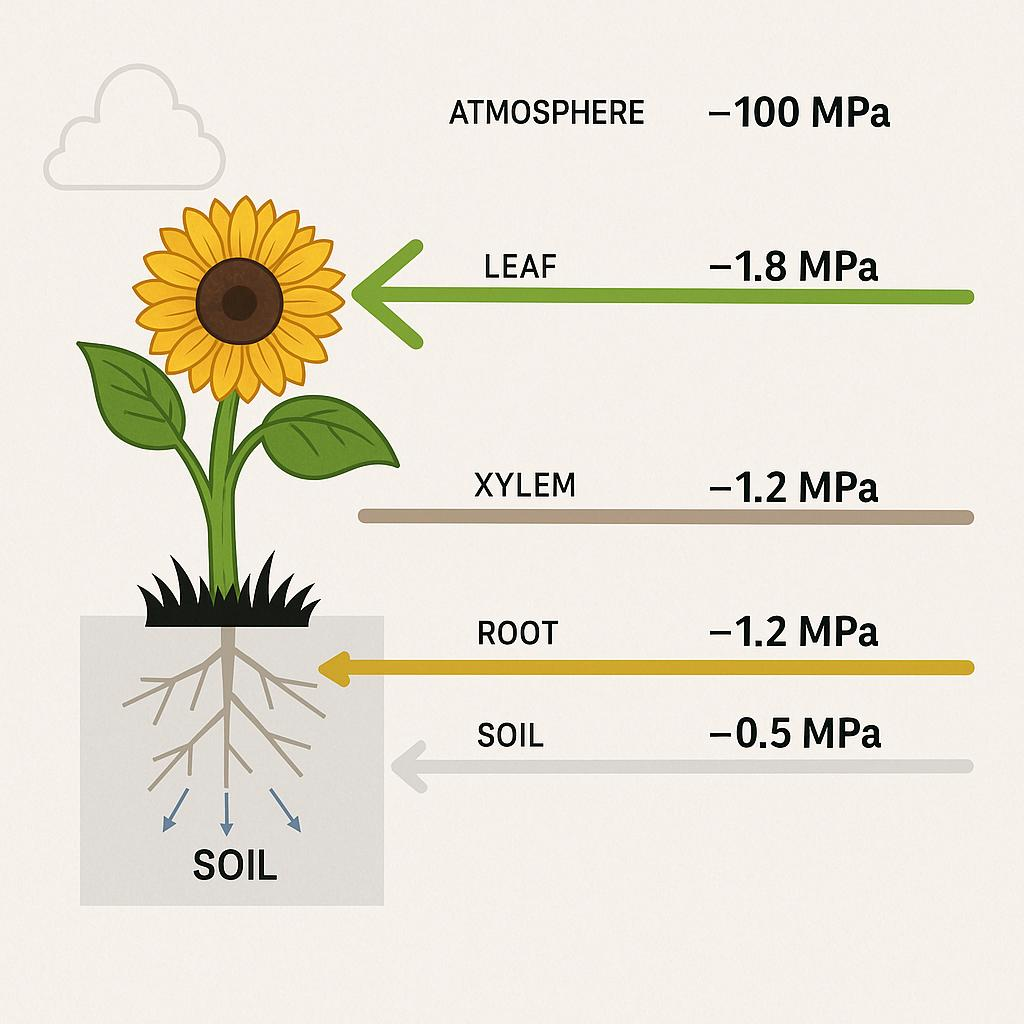 ATMOSPHERE –100 MPa
LEAF –1.8 MPa
XYLEM –1.2 MPa
ROOT –1.2 MPa
SOIL –0.5 MPa
SOIL